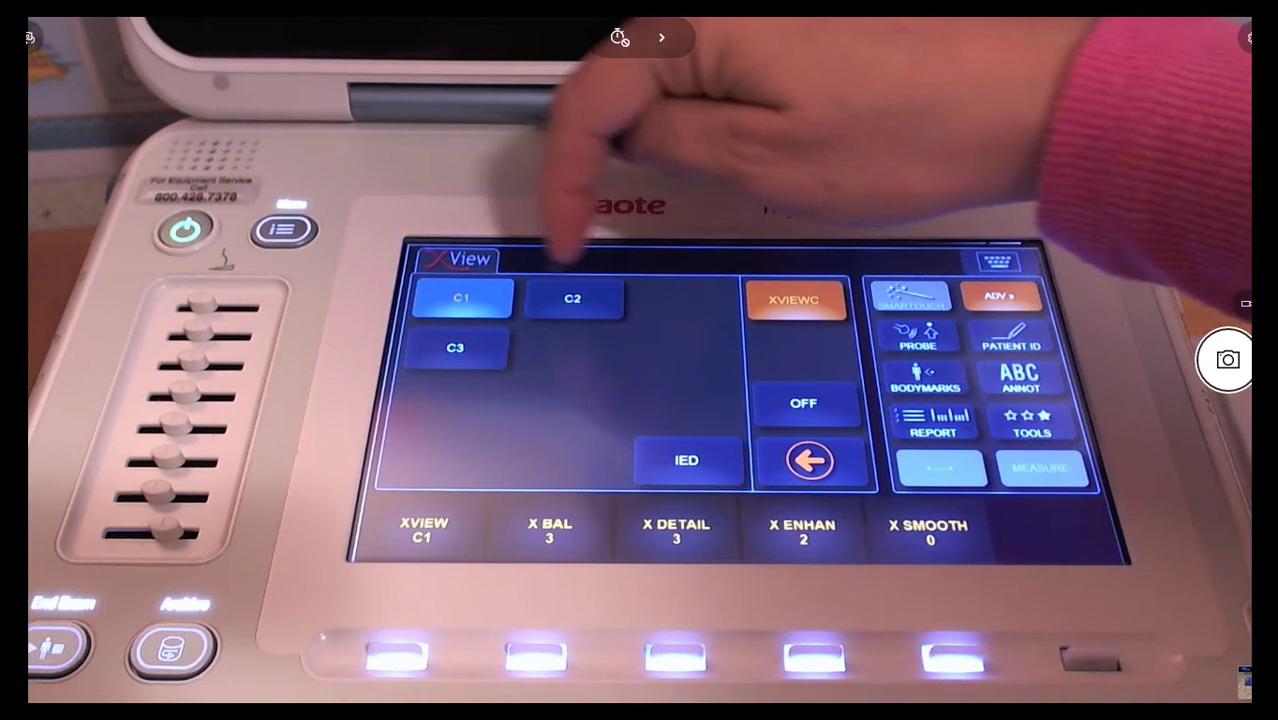 For Equipment Service
Call
800.428.7378
Menu
aote
XView
C1
C2
XVIEWC
C3
OFF
IED
SMARTOUCH
ADV »
PROBE
PATIENT ID
BODYMARKS
ABC
ANNOT
REPORT
TOOLS
MEASURE
XVIEW
C1
X BAL
3
X DETAIL
3
X ENHAN
2
X SMOOTH
0
End Exam
Archive